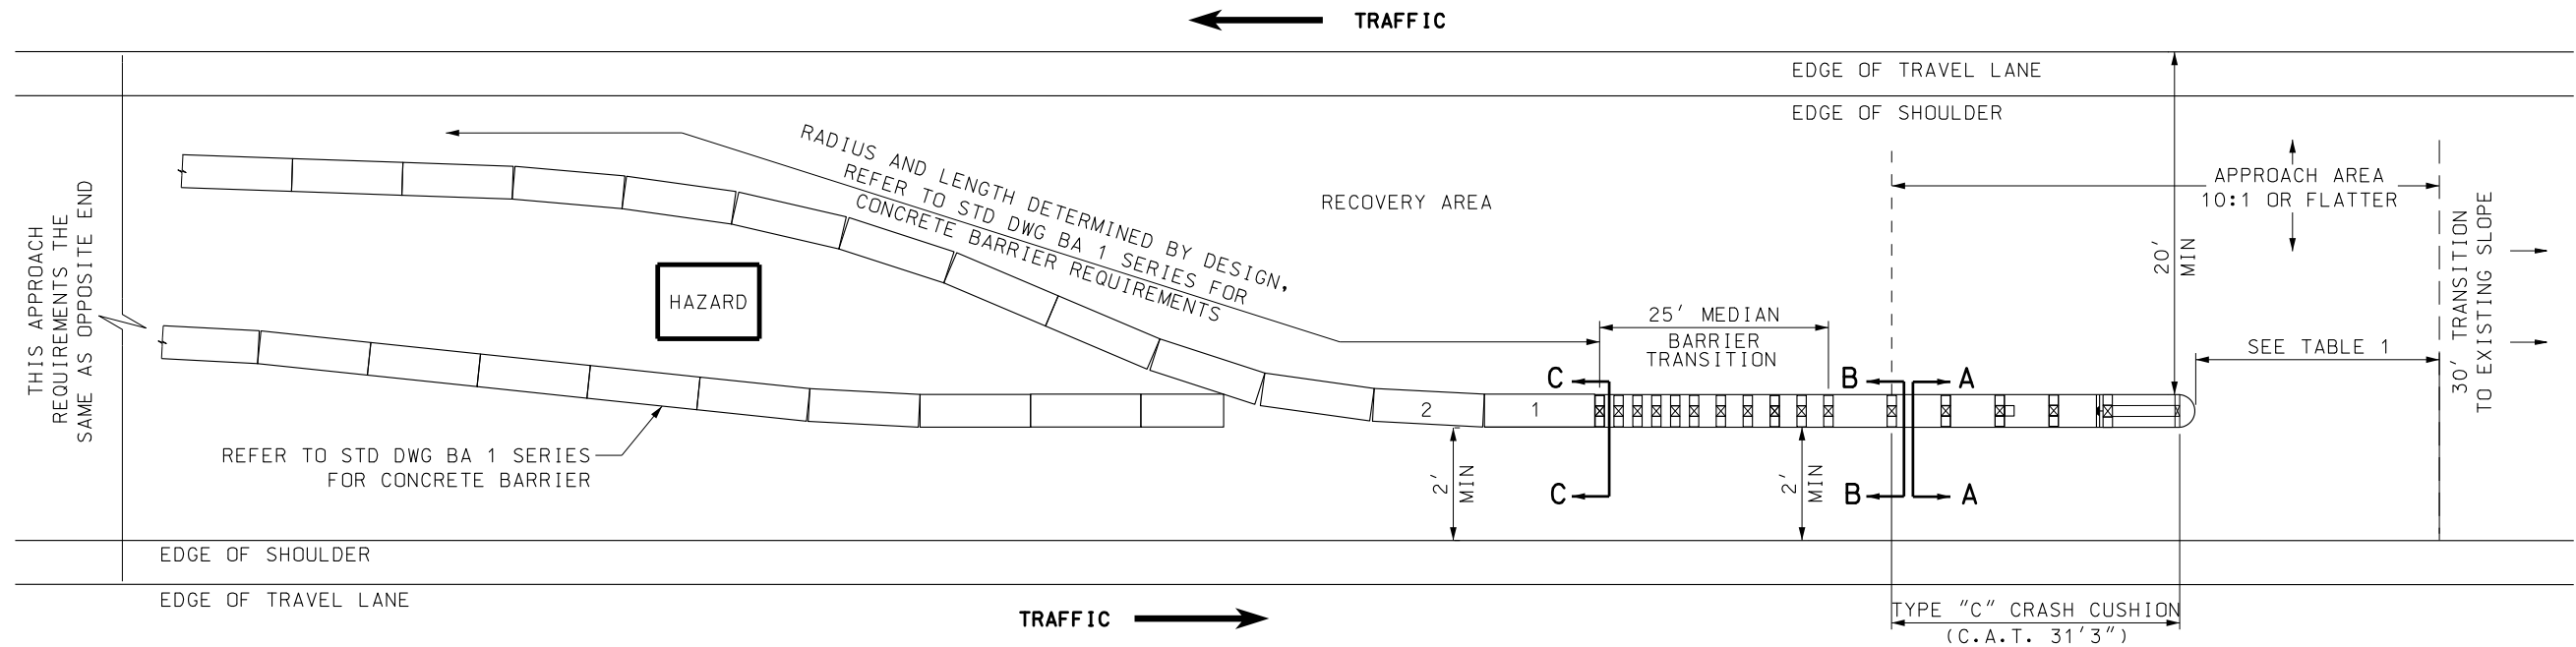 TRAFFIC
EDGE OF TRAVEL LANE
EDGE OF SHOULDER
RADIUS AND LENGTH DETERMINED BY DESIGN,
REFER TO STD DWG BA 1 SERIES FOR
CONCRETE BARRIER REQUIREMENTS
RECOVERY AREA
APPROACH AREA
10:1 OR FLATTER
20'
MIN
30' TRANSITION
TO EXISTING SLOPE
THIS APPROACH
REQUIREMENTS THE
SAME AS OPPOSITE END
HAZARD
25' MEDIAN
BARRIER
TRANSITION
SEE TABLE 1
C
B
A
2
1
REFER TO STD DWG BA 1 SERIES
FOR CONCRETE BARRIER
2'
MIN
2'
MIN
C
B
A
EDGE OF SHOULDER
EDGE OF TRAVEL LANE
TRAFFIC
TYPE "C" CRASH CUSHION
(C.A.T. 31'3")